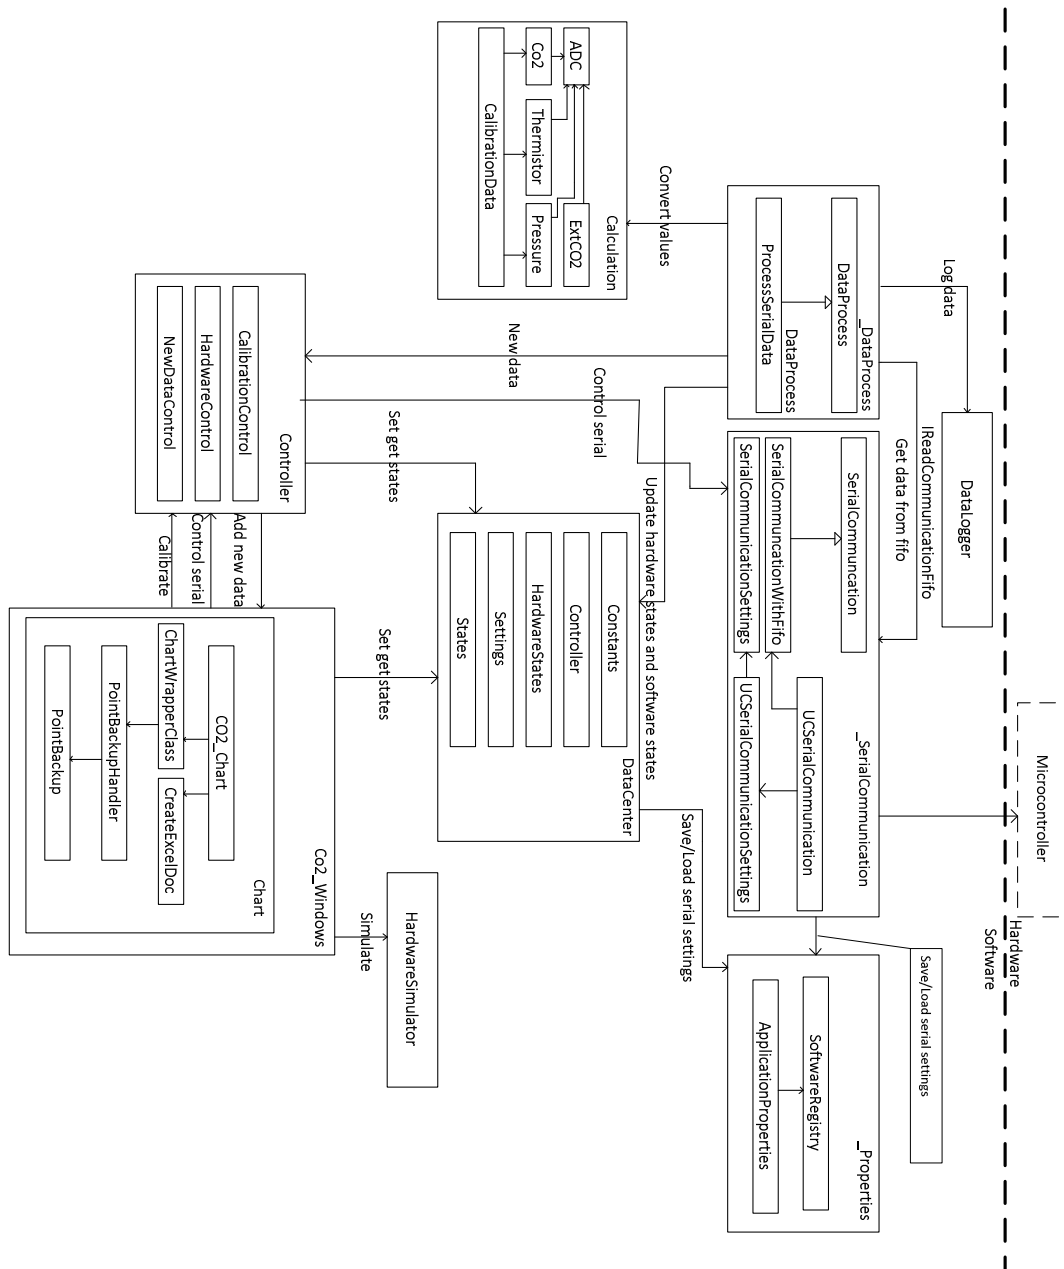 Microcontroller
Hardware
Software
DataLogger
Log data
IReadCommunicationFifo
Get data from fifo
Save/Load serial settings
_DataProcess
DataProcess
ProcessSerialData
DataProcess
_SerialCommunication
SerialCommuncation
SerialCommuncationWithFifo
SerialCommunicationSettings
UCSerialCommunication
UCSerialCommunicationSettings
_Properties
SoftwareRegistry
ApplicationProperties
Convert values
New data
Control serial
Update hardware states and software states
Save/Load serial settings
Calculation
ADC
ExtCO2
Co2
Thermistor
Pressure
CalibrationData
DataCenter
Constants
Controller
HardwareStates
Settings
States
Set get states
Set get states
HardwareSimulator
Simulate
Controller
CalibrationControl
HardwareControl
NewDataControl
Add new data
Control serial
Calibrate
Co2_Windows
Chart
CO2_Chart
ChartWrapperClass
CreateExcelDoc
PointBackupHandler
PointBackup